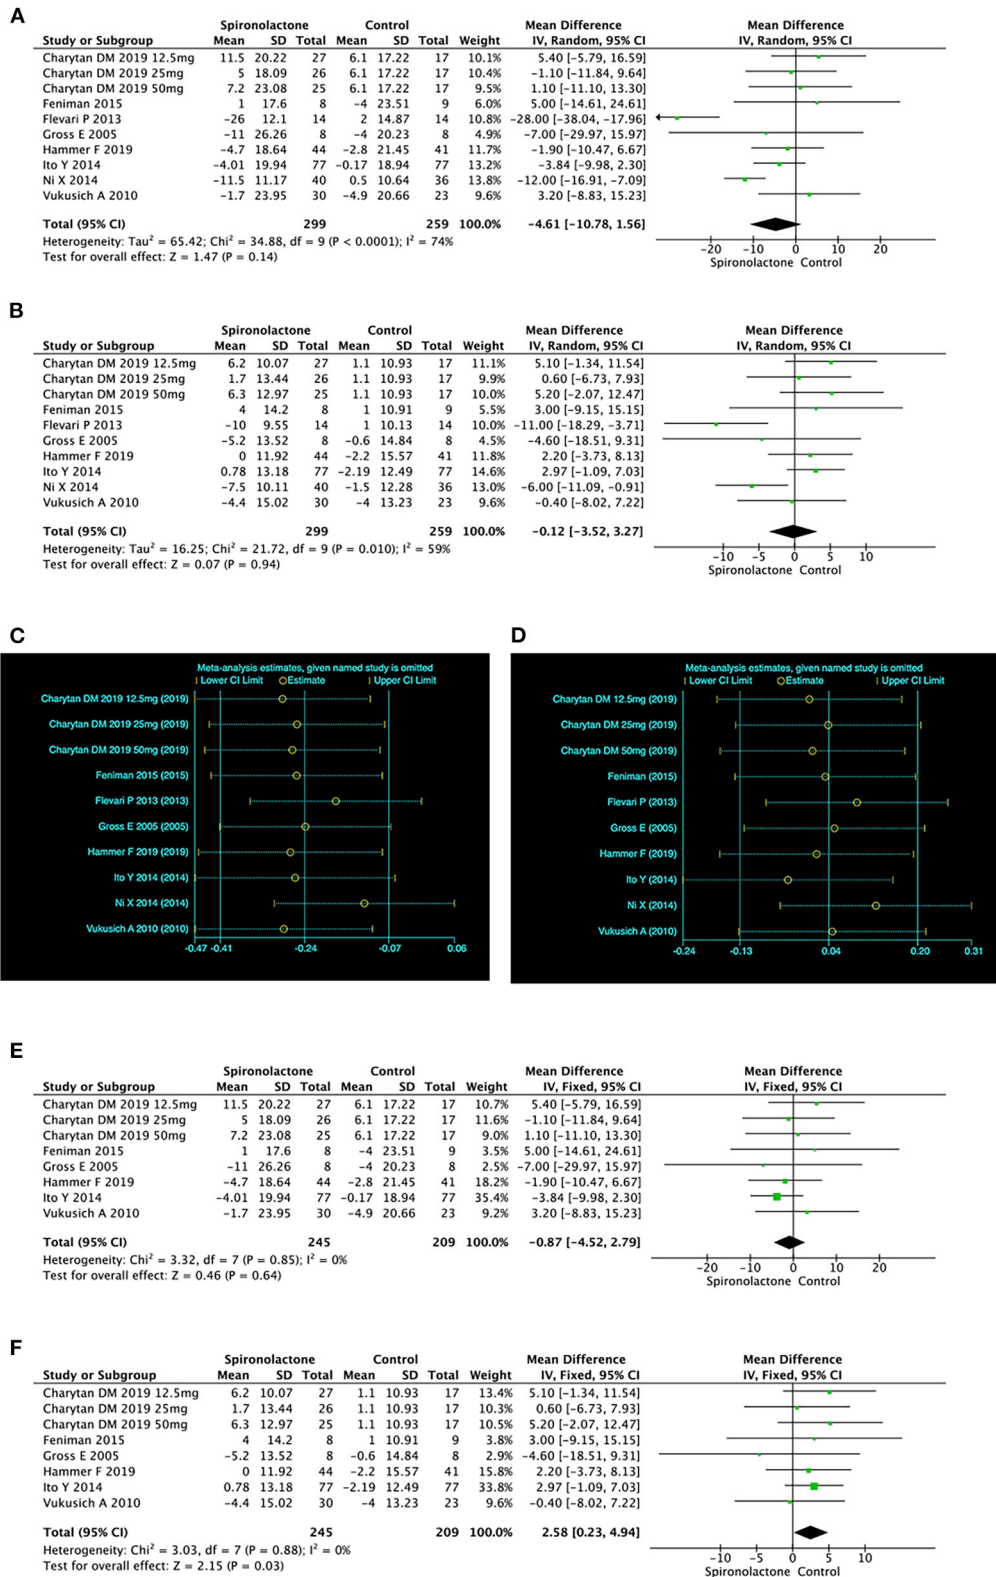 A
Spironolactone Control Mean Difference Mean Difference
Study or Subgroup Mean SD Total Mean SD Total Weight IV, Random, 95% CI IV, Random, 95% CI
Charytan DM 2019 12.5mg 11.5 20.22 27 6.1 17.22 17 10.1% 5.40 [−5.79, 16.59]
Charytan DM 2019 25mg 5 18.09 26 6.1 17.22 17 10.4% −1.10 [−11.84, 9.64]
Charytan DM 2019 50mg 7.2 23.08 25 6.1 17.22 17 9.5% 1.10 [−11.10, 13.30]
Feniman 2015 1 17.6 8 −4 23.51 9 6.0% 5.00 [−14.61, 24.61]
Flevari P 2013 −26 12.1 14 2 14.87 14 10.8% −28.00 [−38.04, −17.96]
Gross E 2005 −11 26.26 8 −4 20.23 8 4.9% −7.00 [−29.97, 15.97]
Hammer F 2019 −4.7 18.64 44 −2.8 21.45 41 11.8% −1.90 [−10.47, 6.67]
Ito Y 2014 −4.01 19.94 77 −0.17 18.94 77 13.2% −3.84 [−9.98, 2.30]
Ni X 2014 −11.5 11.17 40 0.5 10.64 36 13.8% −12.00 [−16.91, −7.09]
Vukusich A 2010 −1.7 23.95 30 −4.9 20.66 23 9.6% 3.20 [−8.83, 15.23]
Total (95% CI) 299 259 100.0% −4.61 [−10.78, 1.56]
Heterogeneity: Tau² = 65.42; Chi² = 34.88, df = 9 (P < 0.0001); I² = 74%
Test for overall effect: Z = 1.47 (P = 0.14)
−20 −10 0 10 20
Spironolactone Control
B
Spironolactone Control Mean Difference Mean Difference
Study or Subgroup Mean SD Total Mean SD Total Weight IV, Random, 95% CI IV, Random, 95% CI
Charytan DM 2019 12.5mg 6.2 10.07 27 1.1 10.93 17 11.1% 5.10 [−1.34, 11.54]
Charytan DM 2019 25mg 1.7 13.44 26 1.1 10.93 17 9.9% 0.60 [−6.73, 7.93]
Charytan DM 2019 50mg 6.3 12.97 25 1.1 10.93 17 10.0% 5.20 [−2.07, 12.47]
Feniman 2015 4 14.2 8 1 10.91 9 5.5% 3.00 [−9.15, 15.15]
Flevari P 2013 −10 9.55 14 1 10.13 14 10.0% −11.00 [−18.29, −3.71]
Gross E 2005 −5.2 13.52 8 −0.6 14.84 8 4.5% −4.60 [−18.51, 9.31]
Hammer F 2019 0 11.92 44 −2.2 15.57 41 11.8% 2.20 [−3.73, 8.13]
Ito Y 2014 0.78 13.18 77 −2.19 12.49 77 14.6% 2.97 [−1.09, 7.03]
Ni X 2014 −7.5 10.11 40 −1.5 12.28 36 13.0% −6.00 [−11.09, −0.91]
Vukusich A 2010 −4.4 15.02 30 −4 13.23 23 9.6% −0.40 [−8.02, 7.22]
Total (95% CI) 299 259 100.0% −0.12 [−3.52, 3.27]
Heterogeneity: Tau² = 16.25; Chi² = 21.72, df = 9 (P = 0.010); I² = 59%
Test for overall effect: Z = 0.07 (P = 0.94)
−10 −5 0 5 10
Spironolactone Control
C
Meta-analysis estimates, given named study is omitted
Lower CI Limit Estimate Upper CI Limit
Charytan DM 2019 12.5mg (2019)
Charytan DM 2019 25mg (2019)
Charytan DM 2019 50mg (2019)
Feniman 2015 (2015)
Flevari P 2013 (2013)
Gross E 2005 (2005)
Hammer F 2019 (2019)
Ito Y 2014 (2014)
Ni X 2014 (2014)
Vukusich A 2010 (2010)
-0.47 -0.41 -0.24 -0.07 0.06
D
Meta-analysis estimates, given named study is omitted
Lower CI Limit Estimate Upper CI Limit
Charytan DM 12.5mg (2019)
Charytan DM 25mg (2019)
Charytan DM 50mg (2019)
Feniman (2015)
Flevari P (2013)
Gross E (2005)
Hammer F (2019)
Ito Y (2014)
Ni X (2014)
Vukusich A (2010)
-0.24 -0.13 0.04 0.20 0.31
E
Spironolactone Control Mean Difference Mean Difference
Study or Subgroup Mean SD Total Mean SD Total Weight IV, Fixed, 95% CI IV, Fixed, 95% CI
Charytan DM 2019 12.5mg 11.5 20.22 27 6.1 17.22 17 10.7% 5.40 [−5.79, 16.59]
Charytan DM 2019 25mg 5 18.09 26 6.1 17.22 17 11.6% −1.10 [−11.84, 9.64]
Charytan DM 2019 50mg 7.2 23.08 25 6.1 17.22 17 9.0% 1.10 [−11.10, 13.30]
Feniman 2015 1 17.6 8 −4 23.51 9 3.5% 5.00 [−14.61, 24.61]
Gross E 2005 −11 26.26 8 −4 20.23 8 2.5% −7.00 [−29.97, 15.97]
Hammer F 2019 −4.7 18.64 44 −2.8 21.45 41 18.2% −1.90 [−10.47, 6.67]
Ito Y 2014 −4.01 19.94 77 −0.17 18.94 77 35.4% −3.84 [−9.98, 2.30]
Vukusich A 2010 −1.7 23.95 30 −4.9 20.66 23 9.2% 3.20 [−8.83, 15.23]
Total (95% CI) 245 209 100.0% −0.87 [−4.52, 2.79]
Heterogeneity: Chi² = 3.32, df = 7 (P = 0.85); I² = 0%
Test for overall effect: Z = 0.46 (P = 0.64)
−20 −10 0 10 20
Spironolactone Control
F
Spironolactone Control Mean Difference Mean Difference
Study or Subgroup Mean SD Total Mean SD Total Weight IV, Fixed, 95% CI IV, Fixed, 95% CI
Charytan DM 2019 12.5mg 6.2 10.07 27 1.1 10.93 17 13.4% 5.10 [−1.34, 11.54]
Charytan DM 2019 25mg 1.7 13.44 26 1.1 10.93 17 10.3% 0.60 [−6.73, 7.93]
Charytan DM 2019 50mg 6.3 12.97 25 1.1 10.93 17 10.5% 5.20 [−2.07, 12.47]
Feniman 2015 4 14.2 8 1 10.91 9 3.8% 3.00 [−9.15, 15.15]
Gross E 2005 −5.2 13.52 8 −0.6 14.84 8 2.9% −4.60 [−18.51, 9.31]
Hammer F 2019 0 11.92 44 −2.2 15.57 41 15.8% 2.20 [−3.73, 8.13]
Ito Y 2014 0.78 13.18 77 −2.19 12.49 77 33.8% 2.97 [−1.09, 7.03]
Vukusich A 2010 −4.4 15.02 30 −4 13.23 23 9.6% −0.40 [−8.02, 7.22]
Total (95% CI) 245 209 100.0% 2.58 [0.23, 4.94]
Heterogeneity: Chi² = 3.03, df = 7 (P = 0.88); I² = 0%
Test for overall effect: Z = 2.15 (P = 0.03)
−10 −5 0 5 10
Spironolactone Control